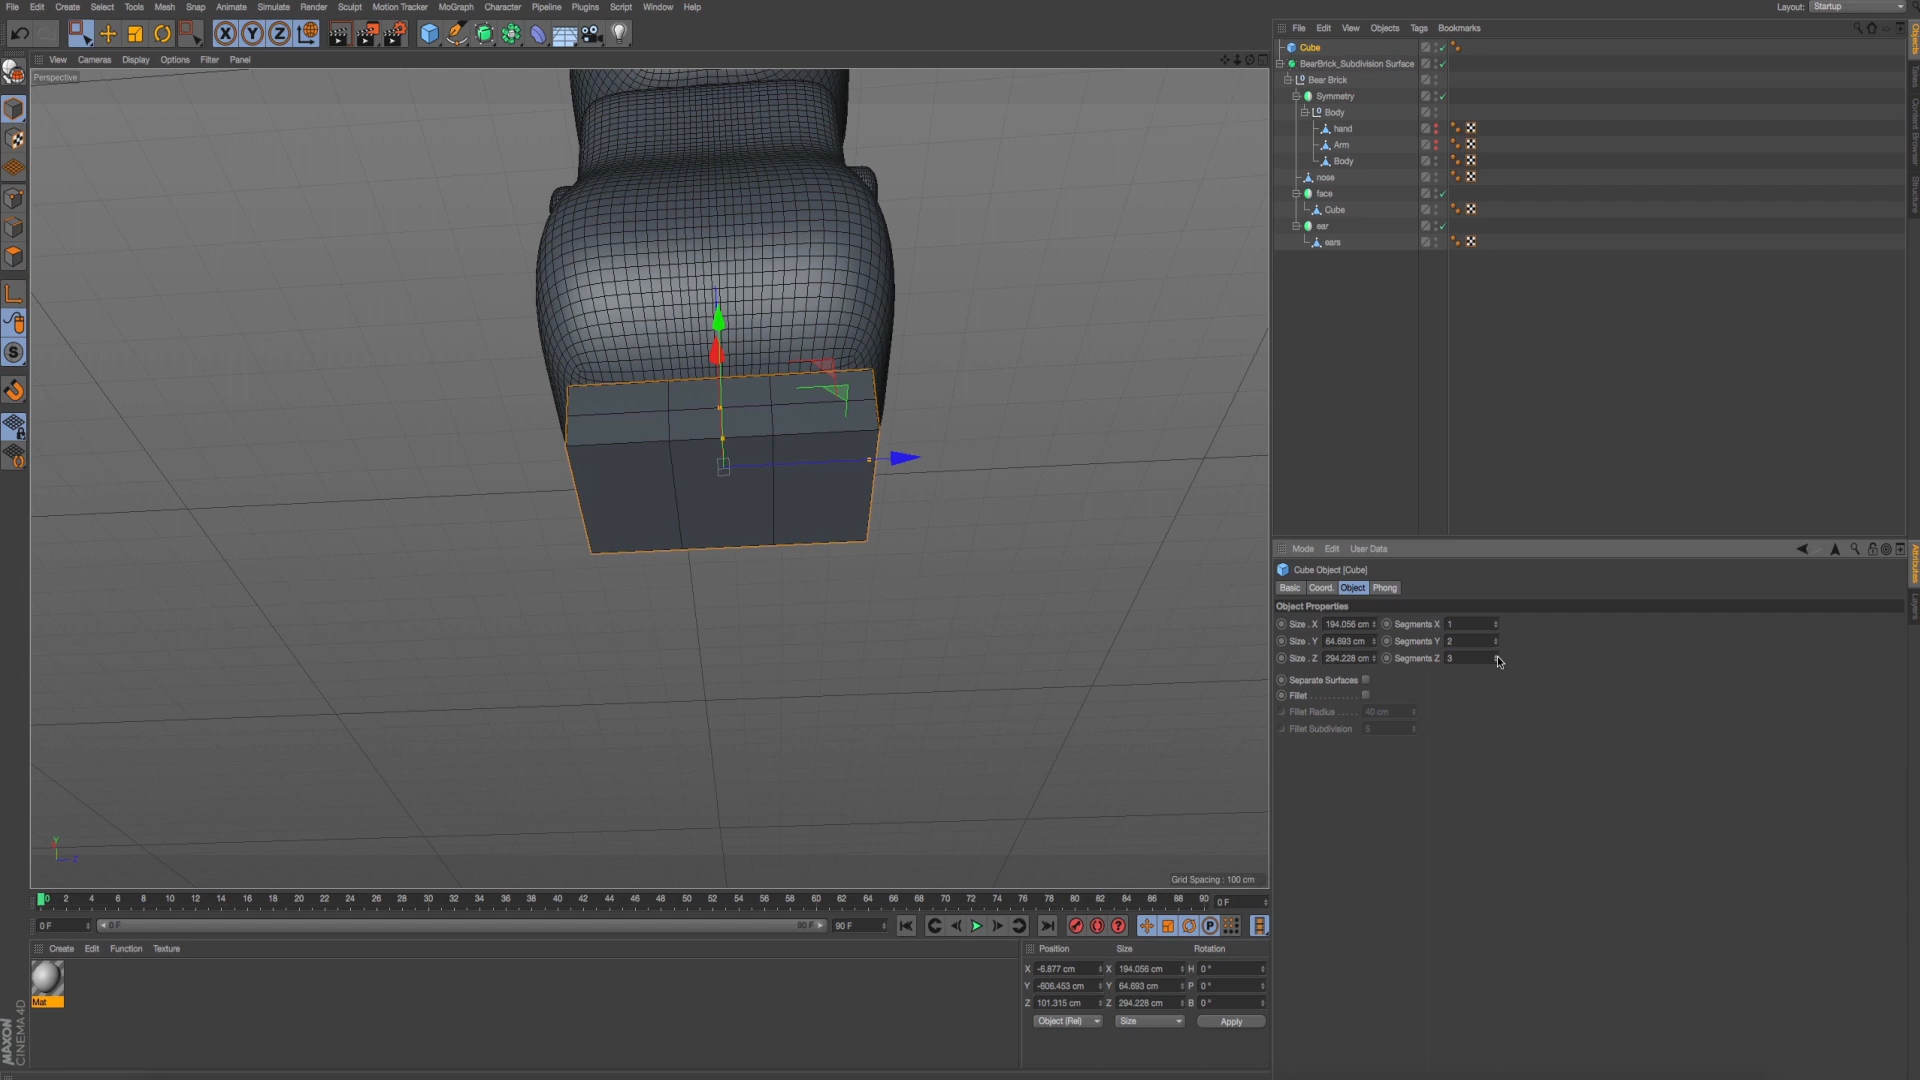 File Edit Create Select Tools Mesh Snap Animate Simulate Render Sculpt Motion Tracker MoGraph Character Pipeline Plugins Script Window Help Layout: Startup
View Cameras Display Options Filter Panel
Perspective
File Edit View Objects Tags Bookmarks
Cube
BearBrick_Subdivision Surface
Bear Brick
Symmetry
Body
hand
Arm
Body
nose
face
Cube
ear
ears
Objects
Takes
Content Browser
Structure
Mode Edit User Data
Cube Object [Cube]
Basic Coord. Object Phong
Object Properties
Size . X 194.056 cm Segments X 1
Size . Y 64.693 cm Segments Y 2
Size . Z 294.228 cm Segments Z 3
Separate Surfaces
Fillet . . . . . . . . . . .
Fillet Radius . . . . . 40 cm
Fillet Subdivision 5
Attributes
Layers
Y
Z
Grid Spacing : 100 cm
0 2 4 6 8 10 12 14 16 18 20 22 24 26 28 30 32 34 36 38 40 42 44 46 48 50 52 54 56 58 60 62 64 66 68 70 72 74 76 78 80 82 84 86 88 90 0 F
0 F 0 F 90 F 90 F
Create Edit Function Texture
Mat
Position Size Rotation
X -6.877 cm X 194.056 cm H 0 °
Y -606.453 cm Y 64.693 cm P 0 °
Z 101.315 cm Z 294.228 cm B 0 °
Object (Rel) Size Apply
MAXON
CINEMA 4D